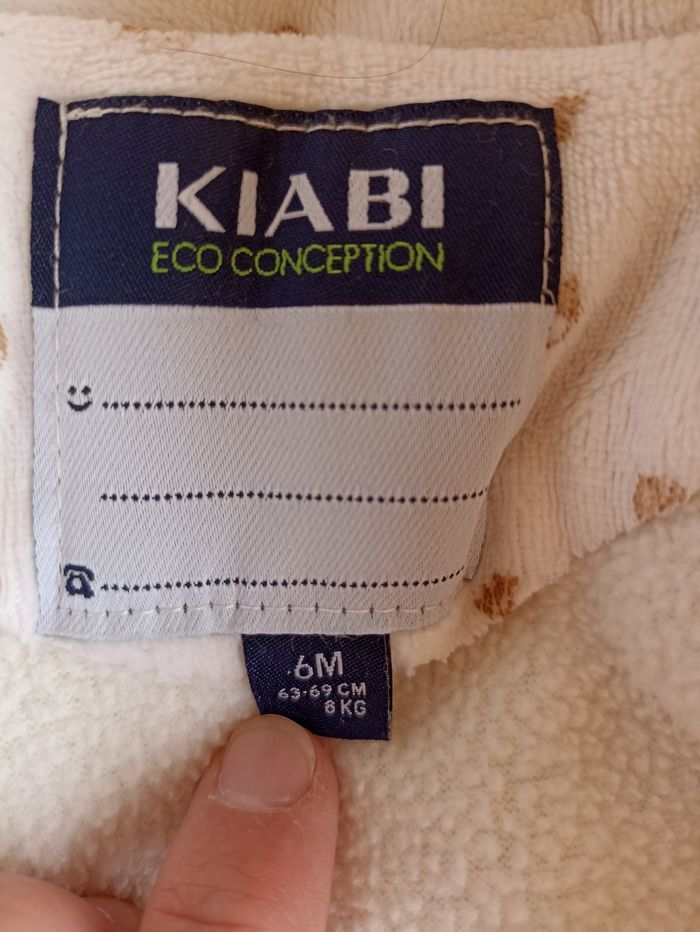 KIABI
ECO CONCEPTION
6M
63-69 CM
8 KG